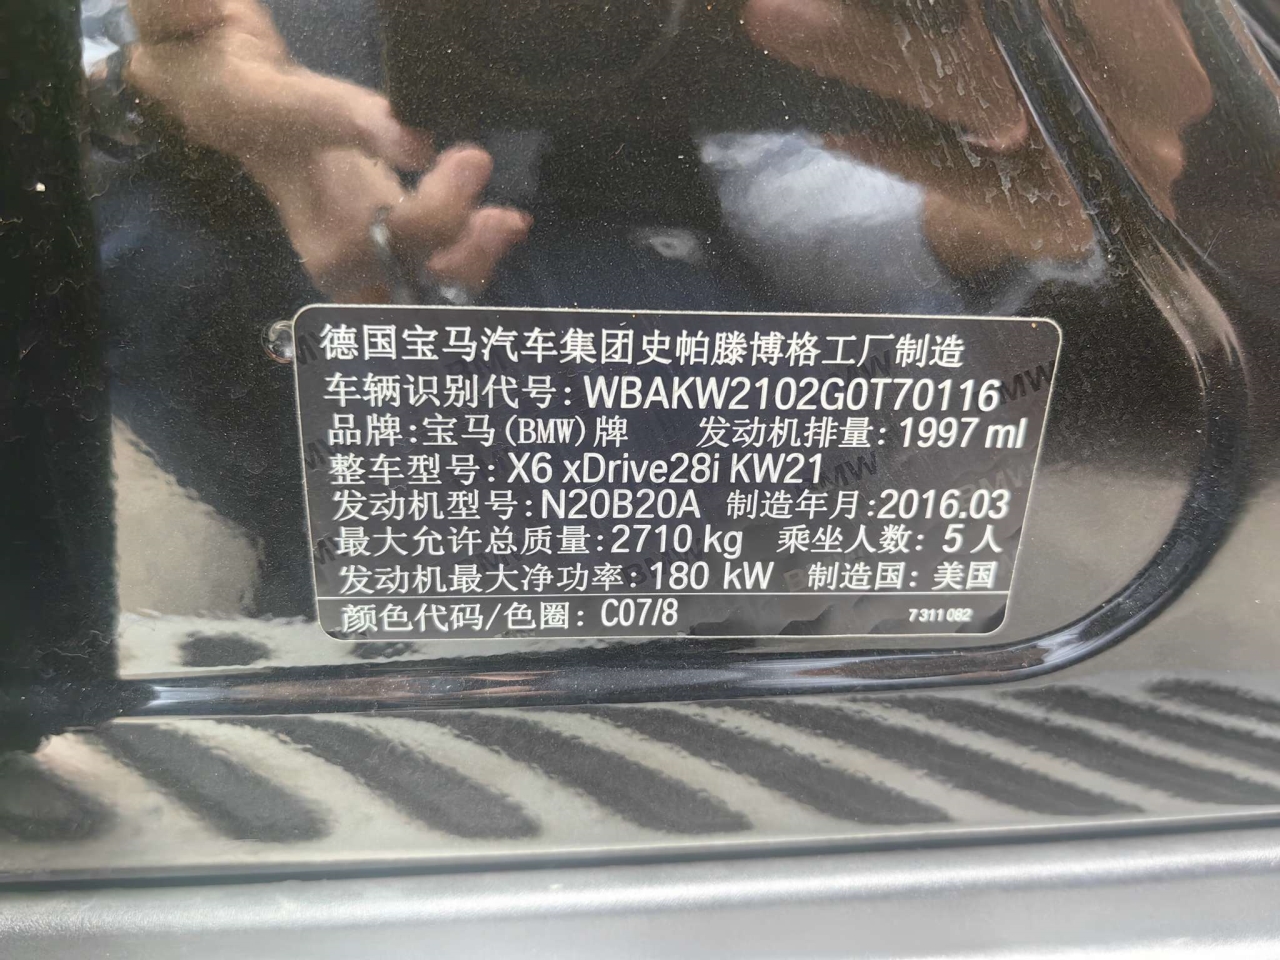 德国宝马汽车集团史帕滕博格工厂制造
车辆识别代号: WBAKW2102G0T70116
品牌:宝马(BMW)牌 发动机排量: 1997 ml
整车型号: X6 xDrive28i KW21
发动机型号: N20B20A 制造年月:2016.03
最大允许总质量:2710 kg 乘坐人数: 5人
发动机最大净功率: 180 kW 制造国: 美国
颜色代码/色圈: C07/8 7311082